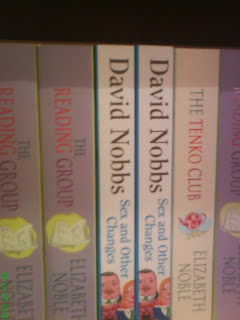 THE
READING GROUP
ELIZABETH
THE
READING GROUP
ELIZABETH
NOBLE
David Nobbs
Sex and Other
Changes
David Nobbs
Sex and Other
Changes
THE TENKO CLUB
ELIZABETH
NOBLE